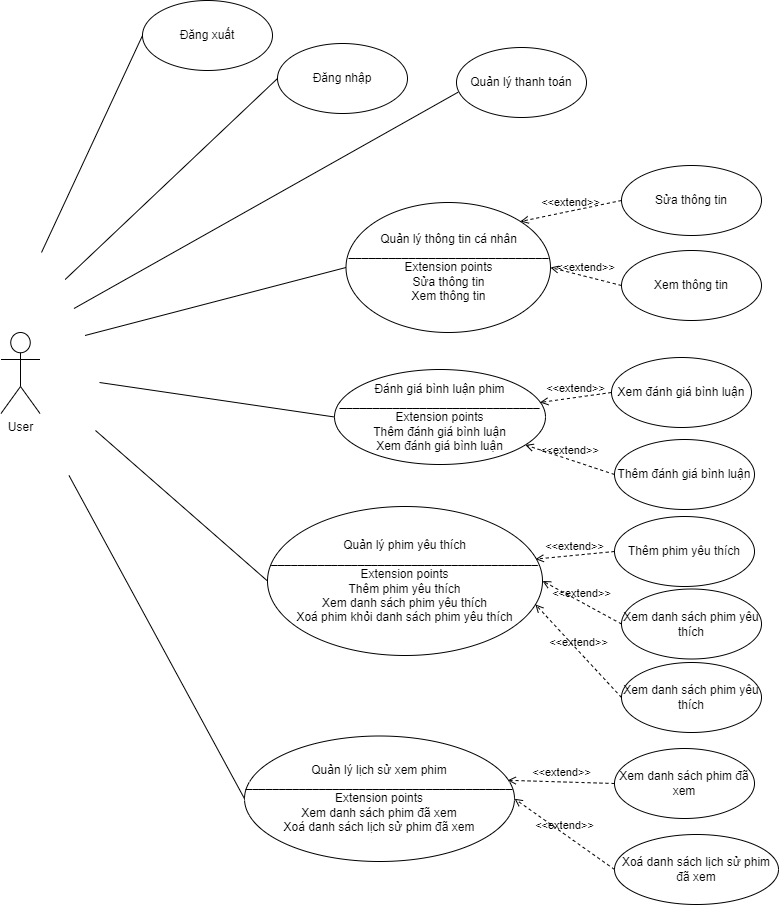 Đăng xuất
Đăng nhập
Quản lý thanh toán
Quản lý thông tin cá nhân
Extension points
Sửa thông tin
Xem thông tin
<<extend>>
Sửa thông tin
<<extend>>
Xem thông tin
User
Đánh giá bình luận phim
Extension points
Thêm đánh giá bình luận
Xem đánh giá bình luận
<<extend>>
Xem đánh giá bình luận
<<extend>>
Thêm đánh giá bình luận
Quản lý phim yêu thích
Extension points
Thêm phim yêu thích
Xem danh sách phim yêu thích
Xoá phim khỏi danh sách phim yêu thích
<<extend>>
Thêm phim yêu thích
<<extend>>
Xem danh sách phim yêu
thích
<<extend>>
Xem danh sách phim yêu
thích
Quản lý lịch sử xem phim
Extension points
Xem danh sách phim đã xem
Xoá danh sách lịch sử phim đã xem
<<extend>>
Xem danh sách phim đã
xem
<<extend>>
Xoá danh sách lịch sử phim
đã xem